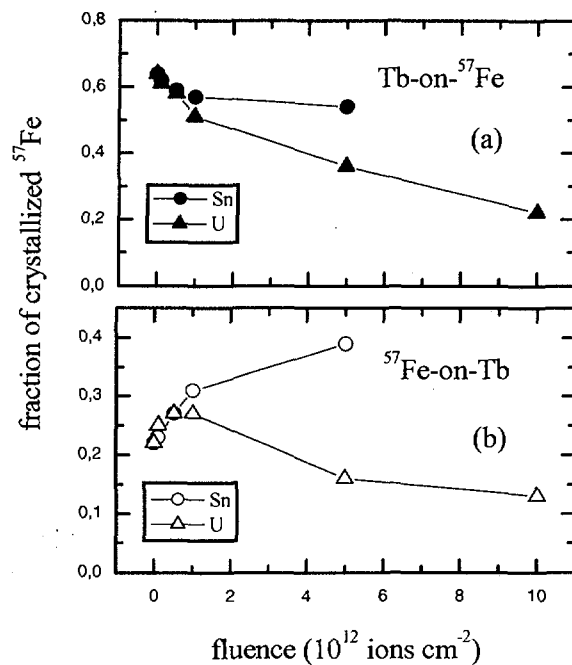 fraction of crystallized ⁵⁷Fe
0,8
0,6
0,4
0,2
0,0
Tb-on-⁵⁷Fe
(a)
Sn
U
0,4
0,3
0,2
0,1
0,0
⁵⁷Fe-on-Tb
(b)
Sn
U
0 2 4 6 8 10
fluence (10¹² ions cm⁻²)